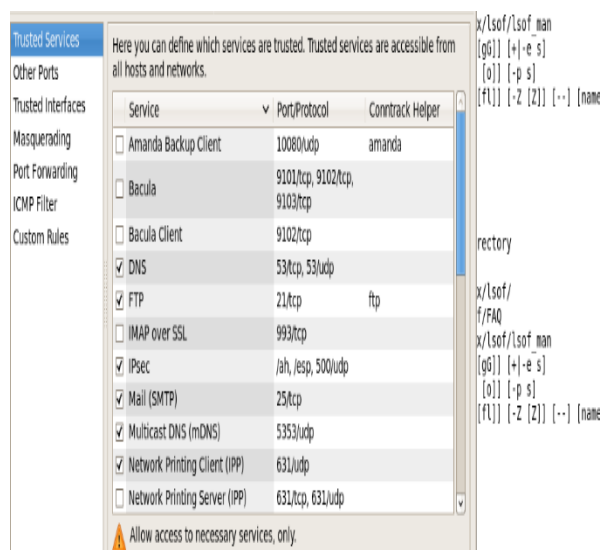 Trusted Services
Other Ports
Trusted Interfaces
Masquerading
Port Forwarding
ICMP Filter
Custom Rules
Here you can define which services are trusted. Trusted services are accessible from
all hosts and networks.
Service Port/Protocol Conntrack Helper
Amanda Backup Client 10080/udp amanda
Bacula 9101/tcp, 9102/tcp,
9103/tcp
Bacula Client 9102/tcp
DNS 53/tcp, 53/udp
FTP 21/tcp ftp
IMAP over SSL 993/tcp
IPsec /ah, /esp, 500/udp
Mail (SMTP) 25/tcp
Multicast DNS (mDNS) 5353/udp
Network Printing Client (IPP) 631/udp
Network Printing Server (IPP) 631/tcp, 631/udp
Allow access to necessary services, only.
x/lsof/lsof_man
[gG]] [+|-e s]
[o]] [-p s]
[fl]] [-Z [Z]] [--] [name
rectory
x/lsof/
f/FAQ
x/lsof/lsof_man
[gG]] [+|-e s]
[o]] [-p s]
[fl]] [-Z [Z]] [--] [name